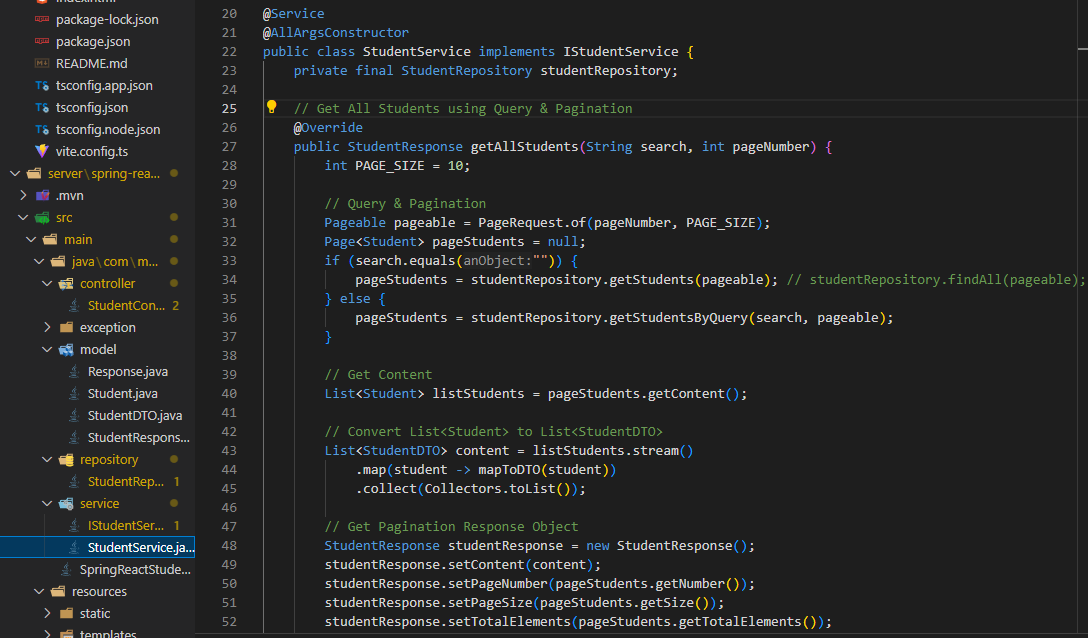 package-lock.json
package.json
README.md
tsconfig.app.json
tsconfig.json
tsconfig.node.json
vite.config.ts
server\spring-rea...
.mvn
src
main
java\com\m...
controller
StudentCon... 2
exception
model
Response.java
Student.java
StudentDTO.java
StudentRespons...
repository
StudentRep... 1
service
IStudentSer... 1
StudentService.ja...
SpringReactStude...
resources
static
templates
20 @Service
21 @AllArgsConstructor
22 public class StudentService implements IStudentService {
23     private final StudentRepository studentRepository;
24
25     // Get All Students using Query & Pagination
26     @Override
27     public StudentResponse getAllStudents(String search, int pageNumber) {
28         int PAGE_SIZE = 10;
29
30         // Query & Pagination
31         Pageable pageable = PageRequest.of(pageNumber, PAGE_SIZE);
32         Page<Student> pageStudents = null;
33         if (search.equals(anObject:"")) {
34             pageStudents = studentRepository.getStudents(pageable); // studentRepository.findAll(pageable);
35         } else {
36             pageStudents = studentRepository.getStudentsByQuery(search, pageable);
37         }
38
39         // Get Content
40         List<Student> listStudents = pageStudents.getContent();
41
42         // Convert List<Student> to List<StudentDTO>
43         List<StudentDTO> content = listStudents.stream()
44             .map(student -> mapToDTO(student))
45             .collect(Collectors.toList());
46
47         // Get Pagination Response Object
48         StudentResponse studentResponse = new StudentResponse();
49         studentResponse.setContent(content);
50         studentResponse.setPageNumber(pageStudents.getNumber());
51         studentResponse.setPageSize(pageStudents.getSize());
52         studentResponse.setTotalElements(pageStudents.getTotalElements());